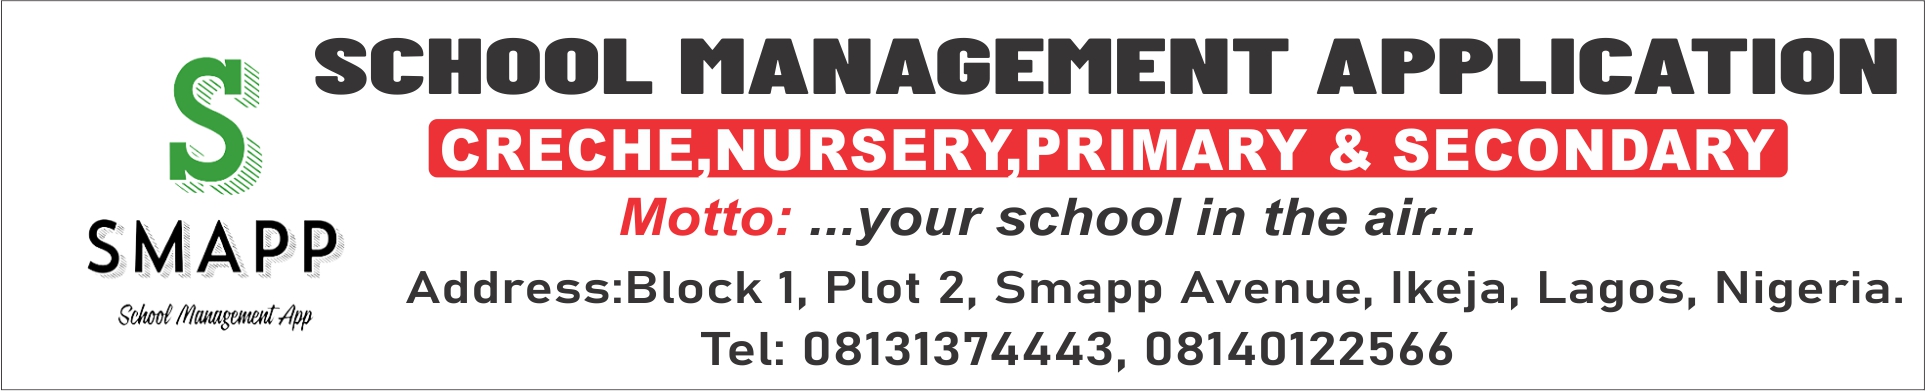 S
SMAPP
School Management App
SCHOOL MANAGEMENT APPLICATION
CRECHE,NURSERY,PRIMARY & SECONDARY
Motto: ...your school in the air...
Address:Block 1, Plot 2, Smapp Avenue, Ikeja, Lagos, Nigeria.
Tel: 08131374443, 08140122566